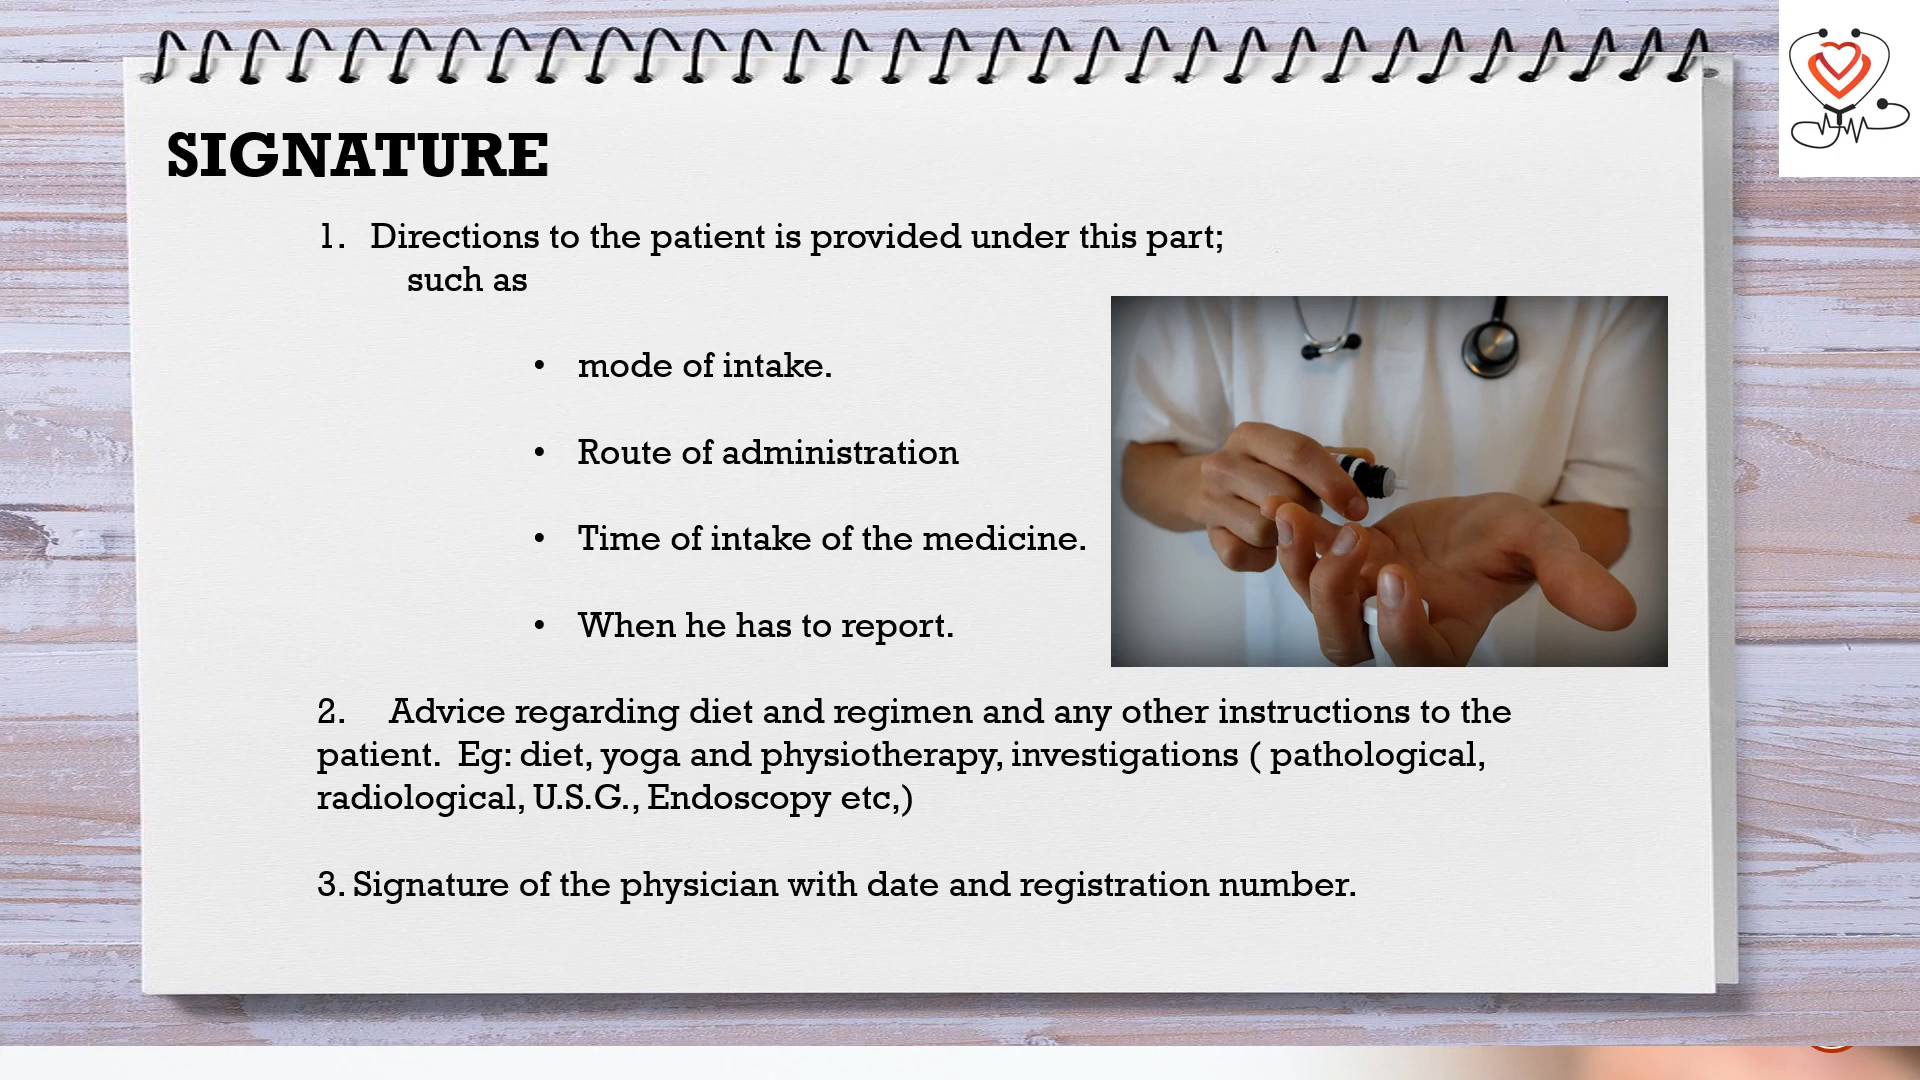 SIGNATURE
1. Directions to the patient is provided under this part;
such as
• mode of intake.
• Route of administration
• Time of intake of the medicine.
• When he has to report.
2. Advice regarding diet and regimen and any other instructions to the
patient. Eg: diet, yoga and physiotherapy, investigations ( pathological,
radiological, U.S.G., Endoscopy etc,)
3. Signature of the physician with date and registration number.